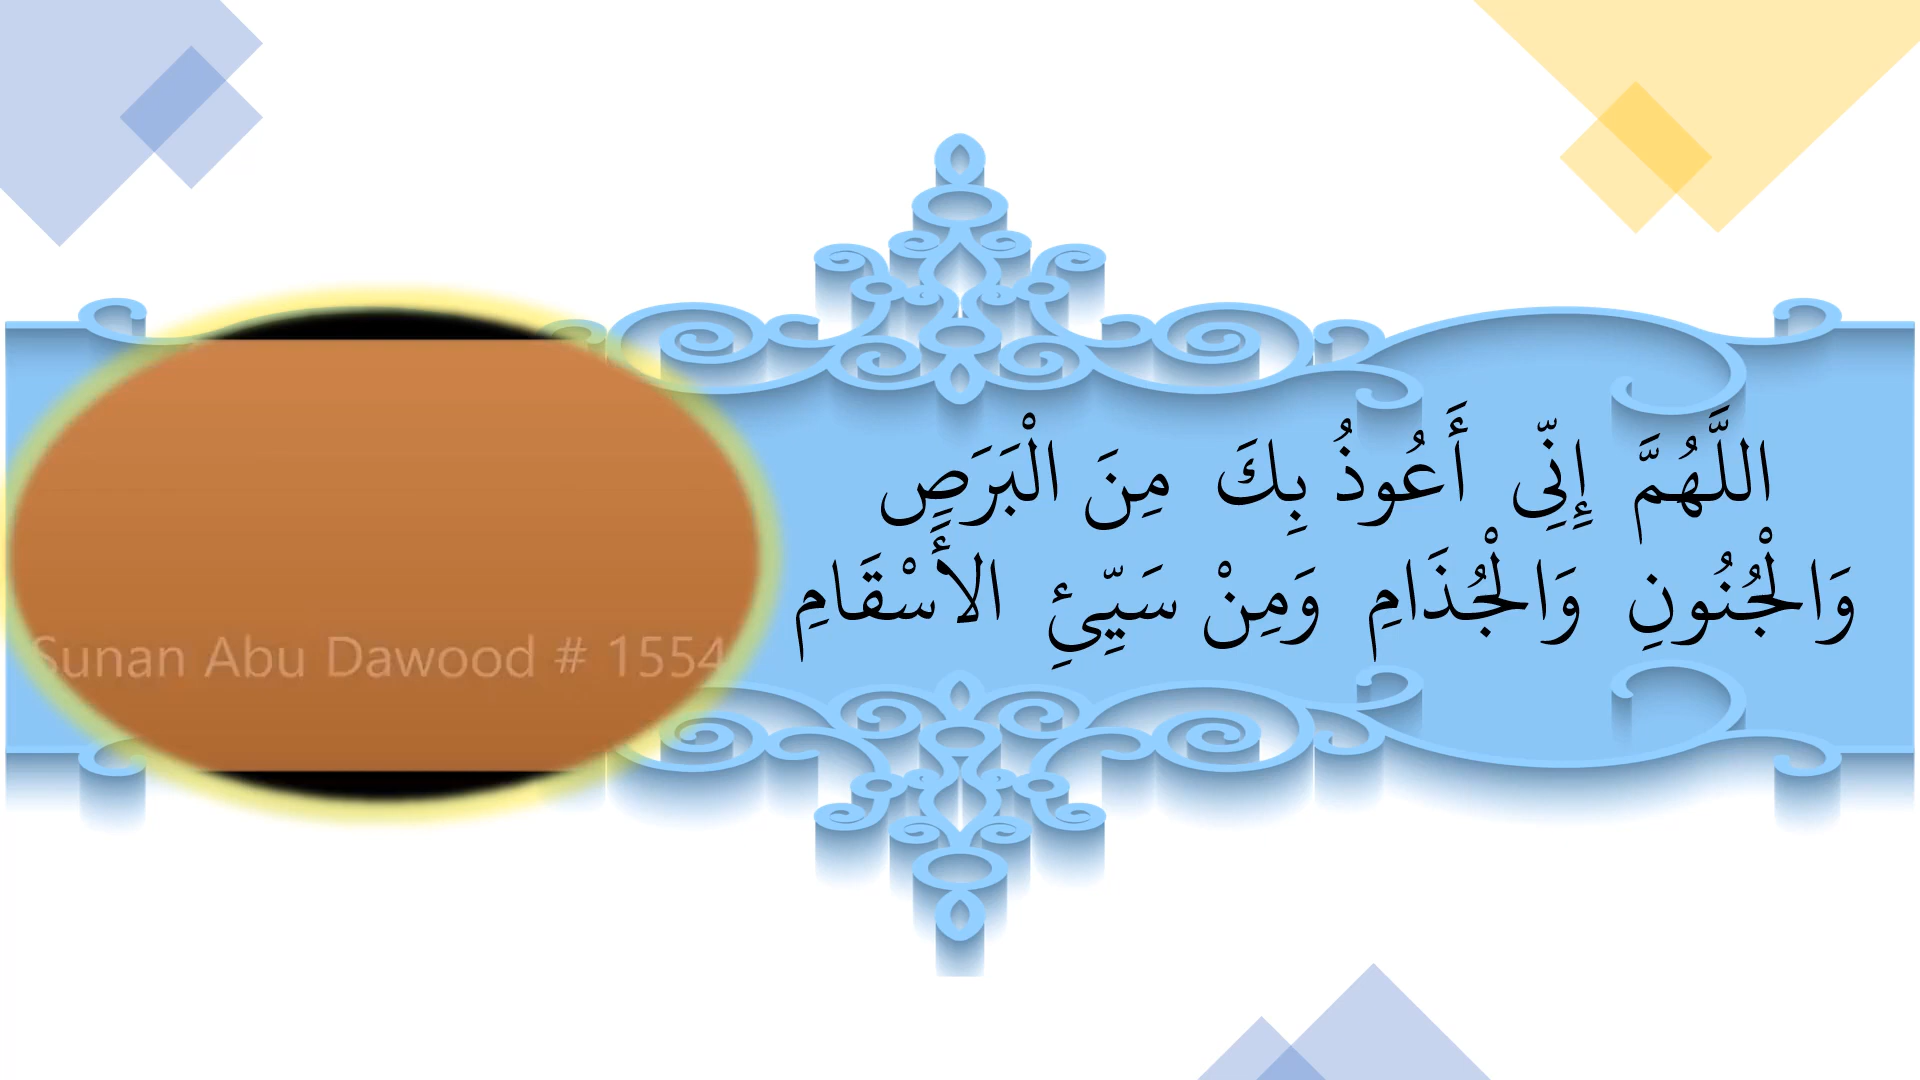 اللَّهُمَّ إِنِّى أَعُوذُ بِكَ مِنَ الْبَرَصِ
وَالْجُنُونِ وَالْجُذَامِ وَمِنْ سَيِّئِ الأَسْقَامِ
Sunan Abu Dawood # 1554